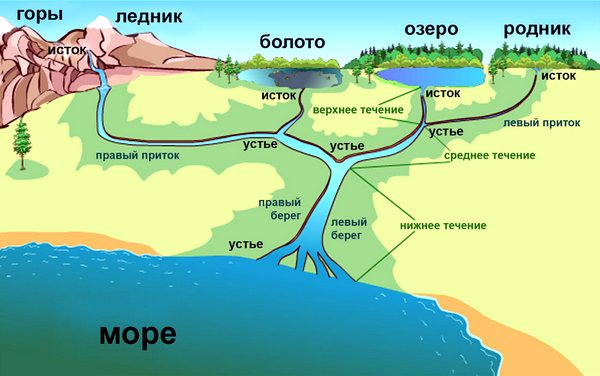 горы
ледник
болото
озеро
родник
исток
исток
исток
исток
верхнее течение
левый приток
правый приток
устье
устье
устье
среднее течение
правый
берег
левый
берег
нижнее течение
устье
море